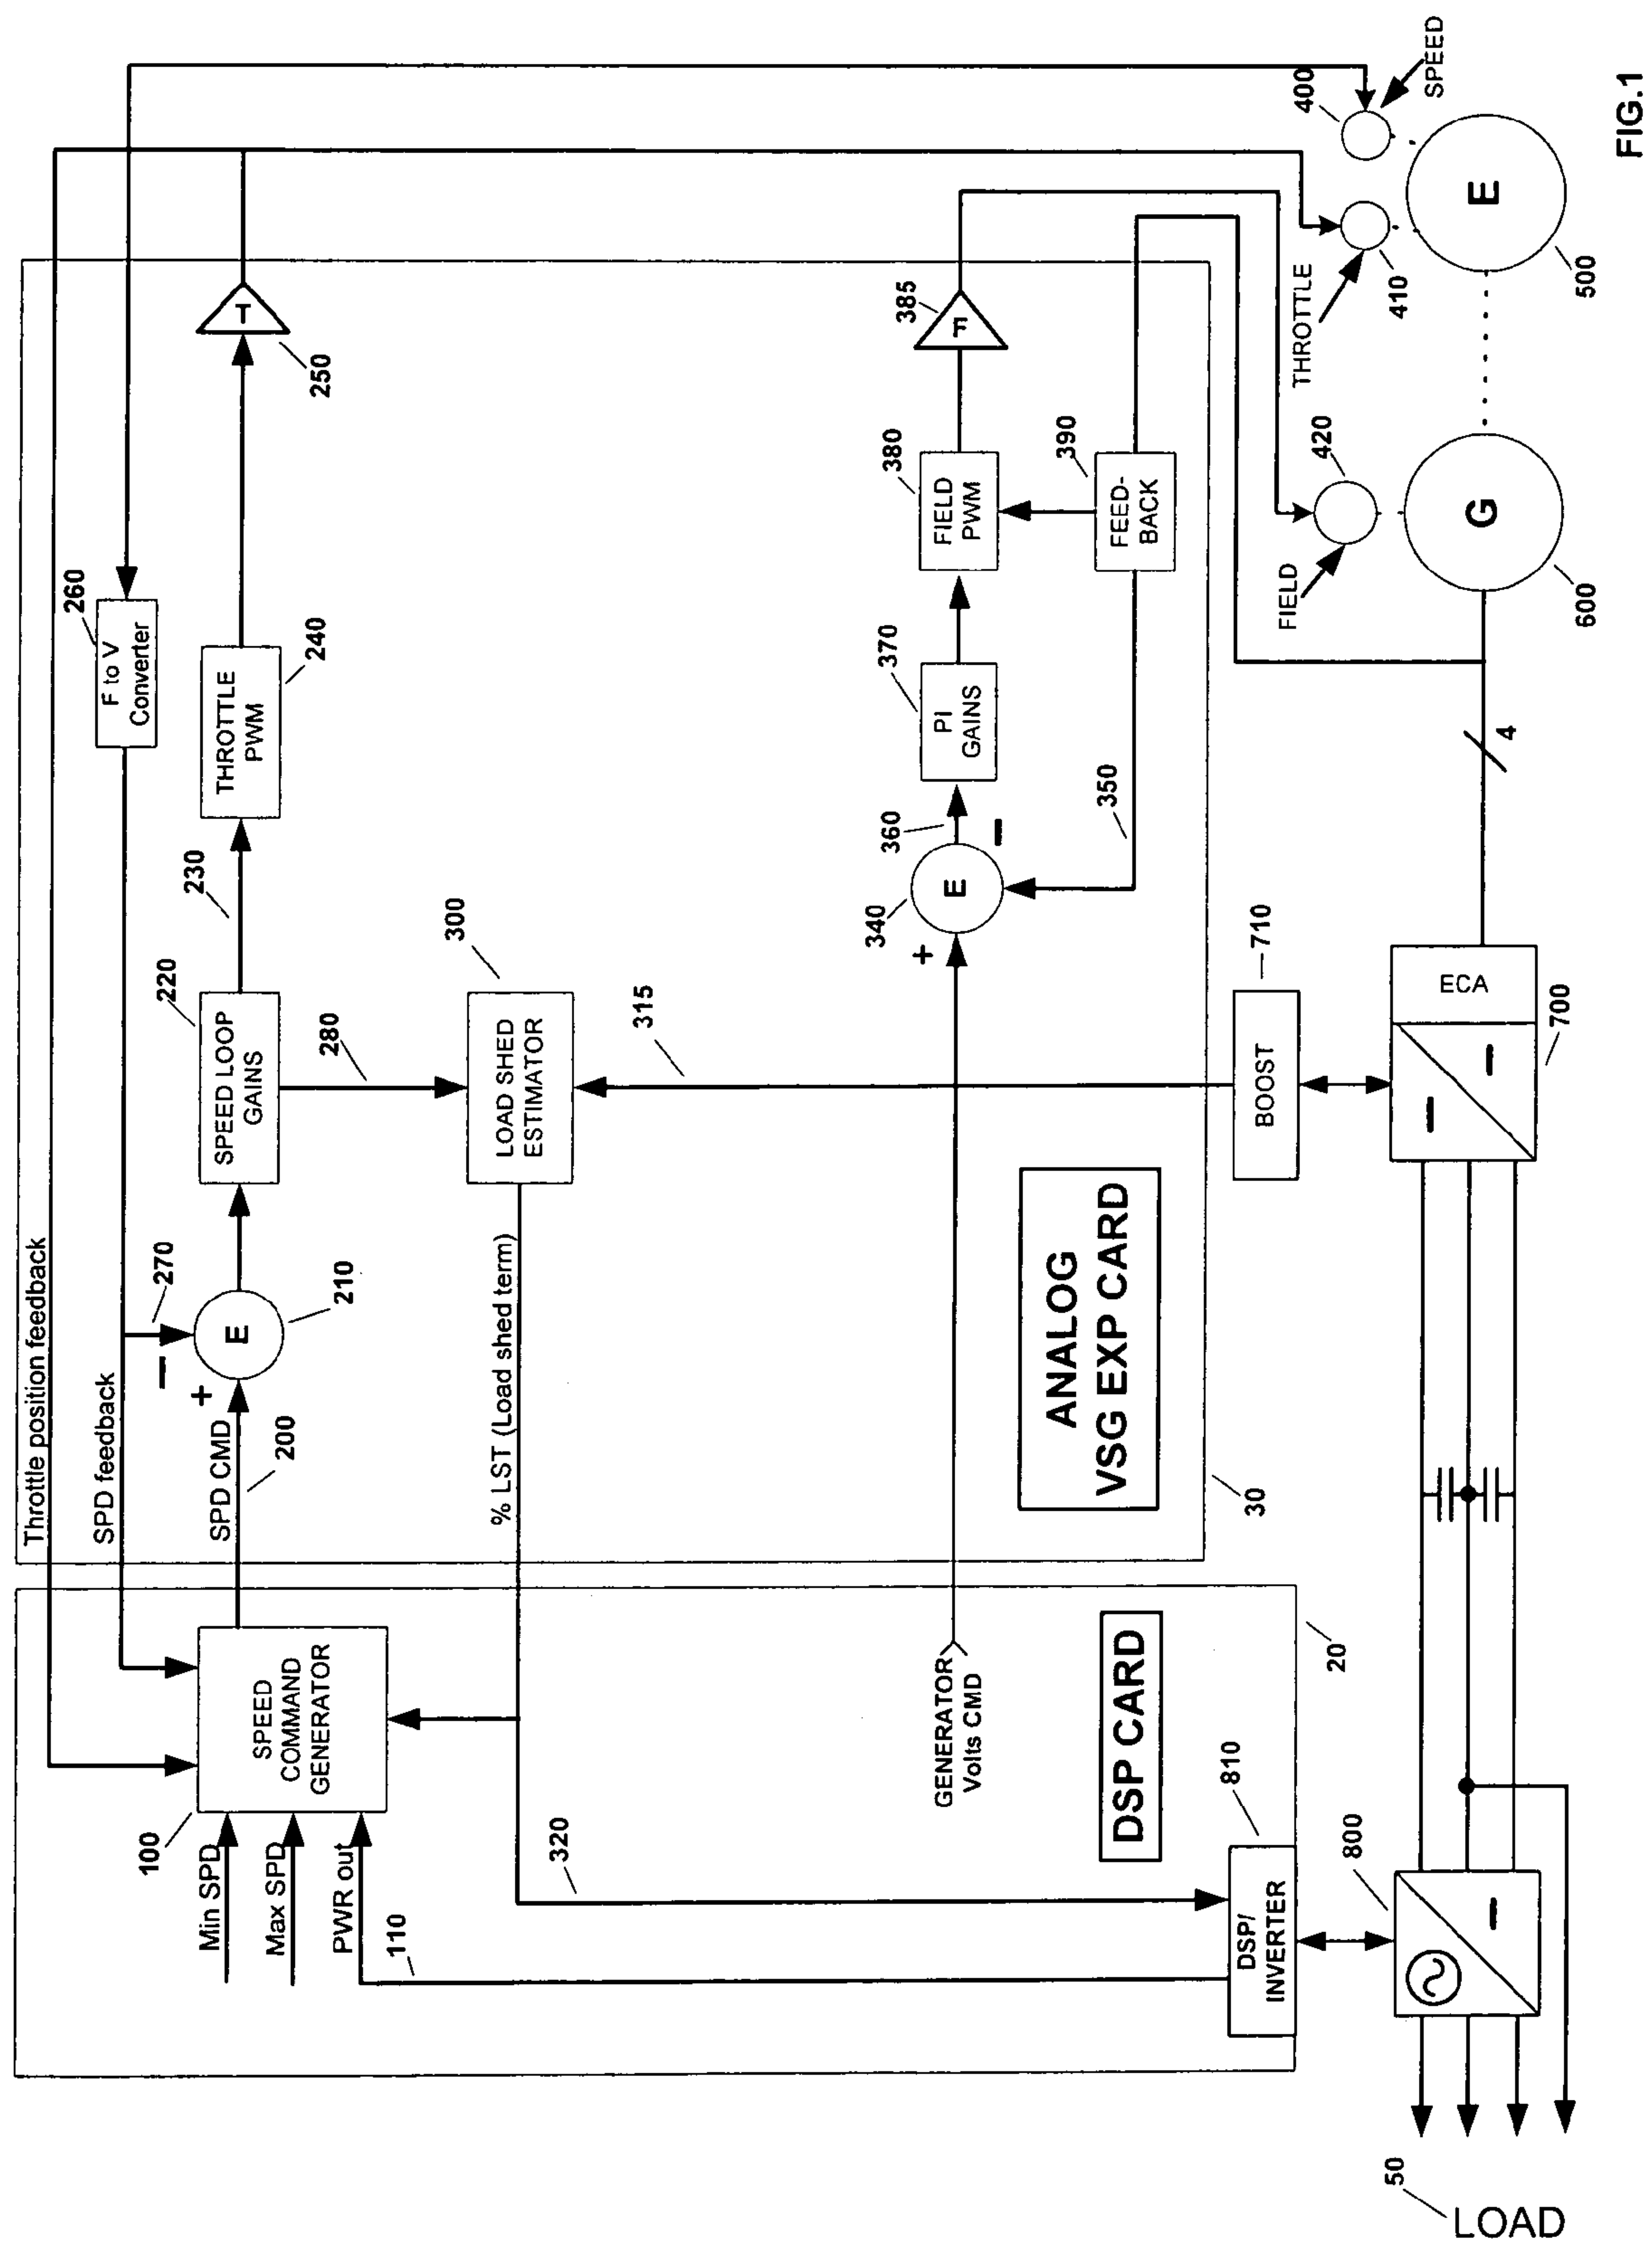 Throttle position feedback
SPD feedback
260
F to V
Converter
270
–
+
E
210
SPD CMD
200
220
SPEED LOOP
GAINS
230
THROTTLE
PWM
240
T
250
100
SPEED
COMMAND
GENERATOR
Min SPD
Max SPD
PWR out
110
280
300
LOAD SHED
ESTIMATOR
315
% LST (Load shed term)
320
GENERATOR
Volts CMD
340
+
E
–
360
350
370
PI
GAINS
380
FIELD
PWM
385
F
390
FEED-
BACK
ANALOG
VSG EXP CARD
30
DSP CARD
20
810
DSP/
INVERTER
800
–
710
BOOST
–
–
ECA
700
4
FIELD
420
G
600
THROTTLE
410
400
SPEED
E
500
50
LOAD
FIG.1